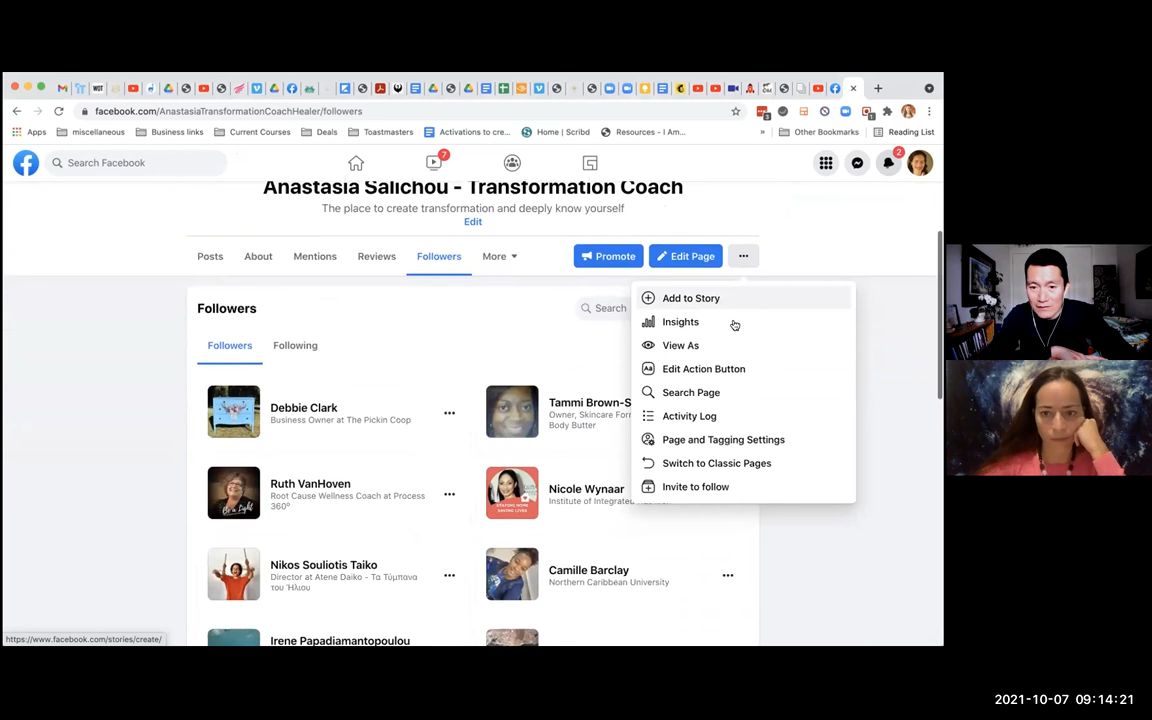 facebook.com/AnastasiaTransformationCoachHealer/followers
Apps miscellaneous Business links Current Courses Deals Toastmasters Activations to cre... Home | Scribd Resources - I Am... » Other Bookmarks Reading List
Search Facebook
7
2
Anastasia Salichou - Transformation Coach
The place to create transformation and deeply know yourself
Edit
Posts About Mentions Reviews Followers More Promote Edit Page
Followers
Search
Followers Following
Add to Story
Insights
View As
Edit Action Button
Search Page
Activity Log
Page and Tagging Settings
Switch to Classic Pages
Invite to follow
Debbie Clark
Business Owner at The Pickin Coop
Tammi Brown-S
Owner, Skincare For
Body Butter
Ruth VanHoven
Root Cause Wellness Coach at Process
360°
Nicole Wynaar
Institute of Integrated
Nikos Souliotis Taiko
Director at Atene Daiko - Τα Τύμπανα
του Ήλιου
Camille Barclay
Northern Caribbean University
Irene Papadiamantopoulou
https://www.facebook.com/stories/create/
2021-10-07 09:14:21